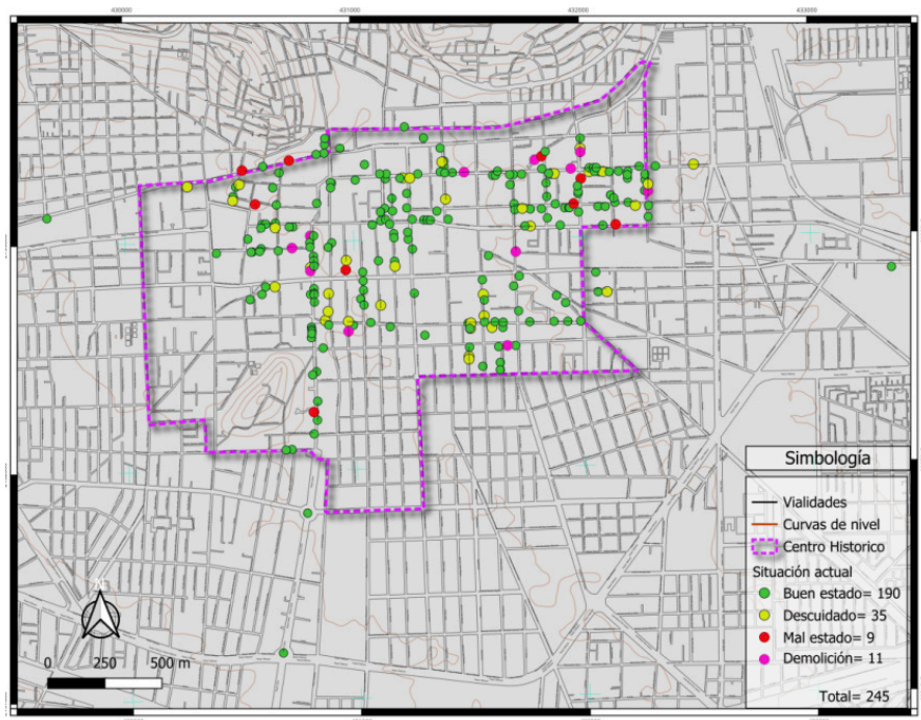 430000 431000 432000 433000
Simbología
Vialidades
Curvas de nivel
Centro Historico
Situación actual
Buen estado= 190
Descuidado= 35
Mal estado= 9
Demolición= 11
Total= 245
N
0 250 500 m